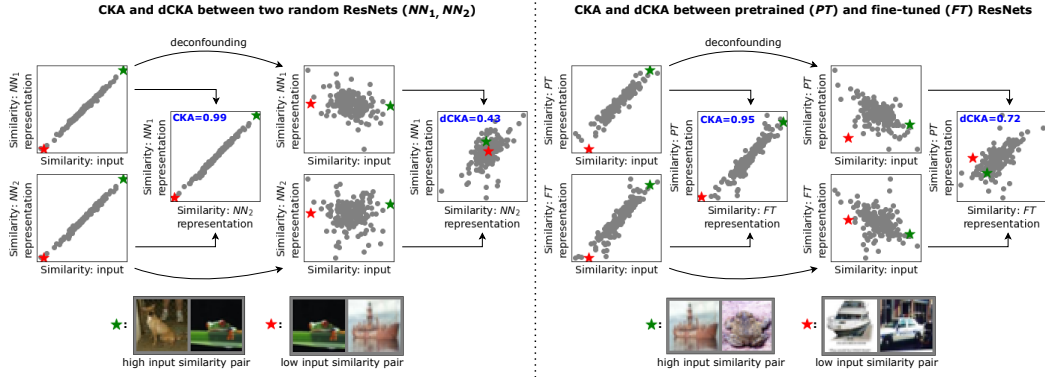 CKA and dCKA between two random ResNets (NN1, NN2)
deconfounding
Similarity: NN1
representation
Similarity: input
CKA=0.99
Similarity: NN1
representation
Similarity: NN2
representation
Similarity: NN2
representation
Similarity: input
Similarity: NN1
representation
Similarity: input
dCKA=0.43
Similarity: NN1
representation
Similarity: NN2
representation
Similarity: NN2
representation
Similarity: input
:
high input similarity pair
:
low input similarity pair
CKA and dCKA between pretrained (PT) and fine-tuned (FT) ResNets
deconfounding
Similarity: PT
representation
Similarity: input
CKA=0.95
Similarity: PT
representation
Similarity: FT
representation
Similarity: FT
representation
Similarity: input
Similarity: PT
representation
Similarity: input
dCKA=0.72
Similarity: PT
representation
Similarity: FT
representation
Similarity: FT
representation
Similarity: input
:
high input similarity pair
:
low input similarity pair